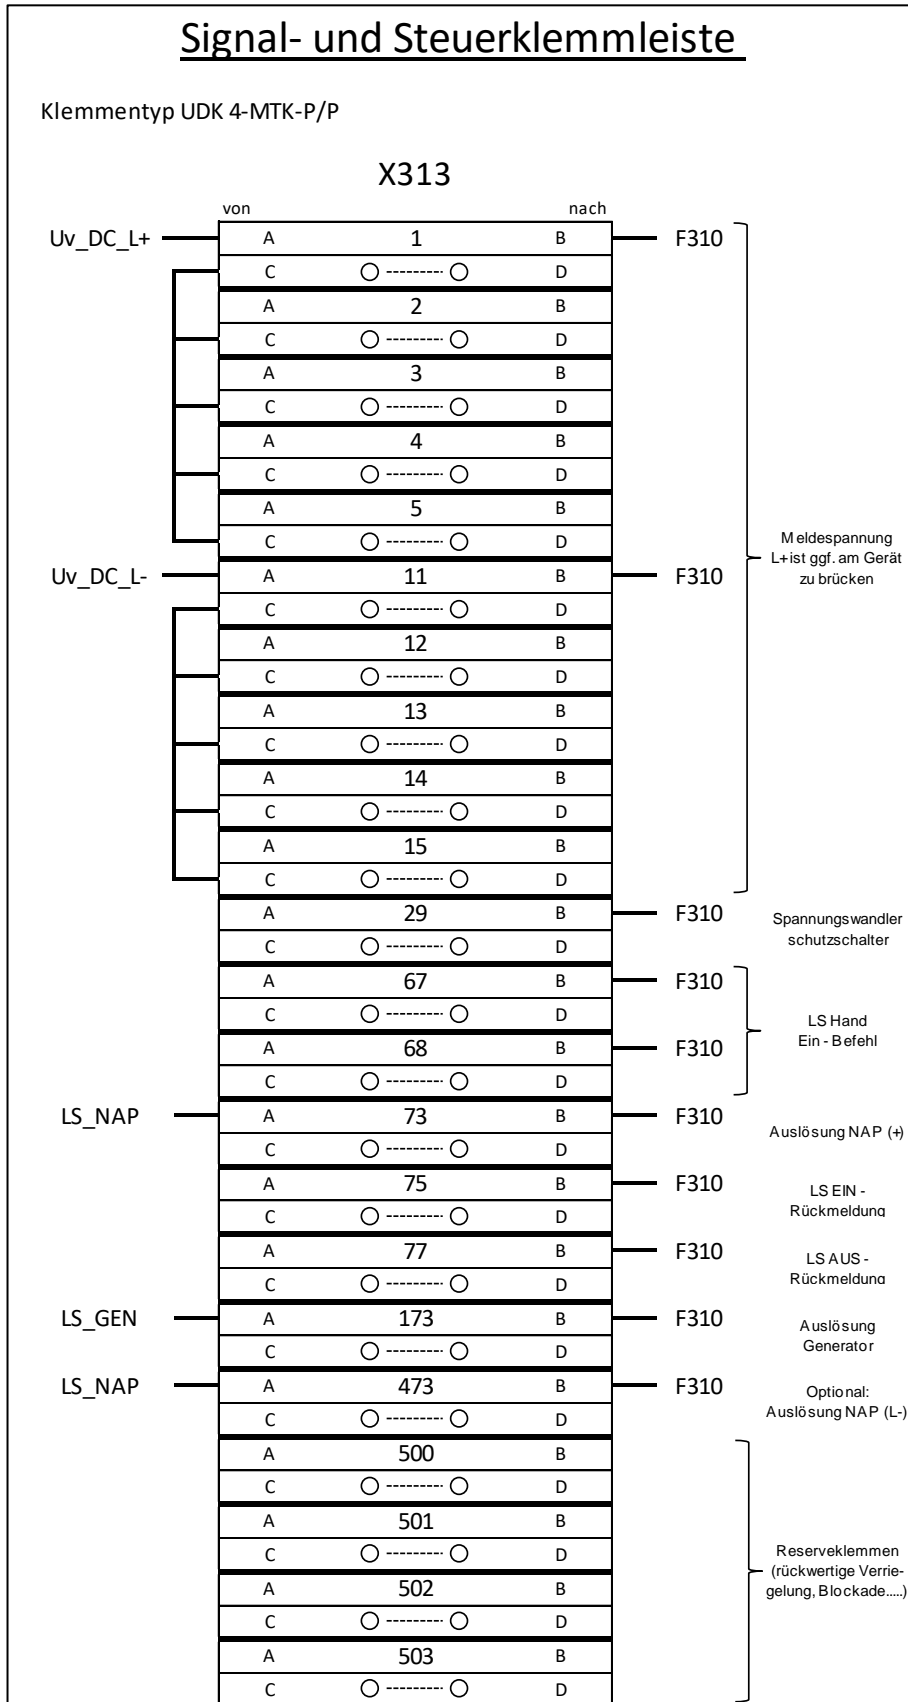 Signal- und Steuerklemmleiste
Klemmentyp UDK 4-MTK-P/P
X313
von nach
Uv_DC_L+ A 1 B F310
C D
A 2 B
C D
A 3 B
C D
A 4 B
C D
A 5 B
C D
Meldespannung
L+ist ggf. am Gerät
zu brücken
Uv_DC_L- A 11 B F310
C D
A 12 B
C D
A 13 B
C D
A 14 B
C D
A 15 B
C D
A 29 B F310
C D
Spannungswandler
schutzschalter
A 67 B F310
C D
LS Hand
Ein - Befehl
A 68 B F310
C D
LS_NAP A 73 B F310
C D
Auslösung NAP (+)
A 75 B F310
C D
LS EIN -
Rückmeldung
A 77 B F310
C D
LS AUS -
Rückmeldung
LS_GEN A 173 B F310
C D
Auslösung
Generator
LS_NAP A 473 B F310
C D
Optional:
Auslösung NAP (L-)
A 500 B
C D
A 501 B
C D
Reserveklemmen
(rückwertige Verrie-
gelung, Blockade.....)
A 502 B
C D
A 503 B
C D